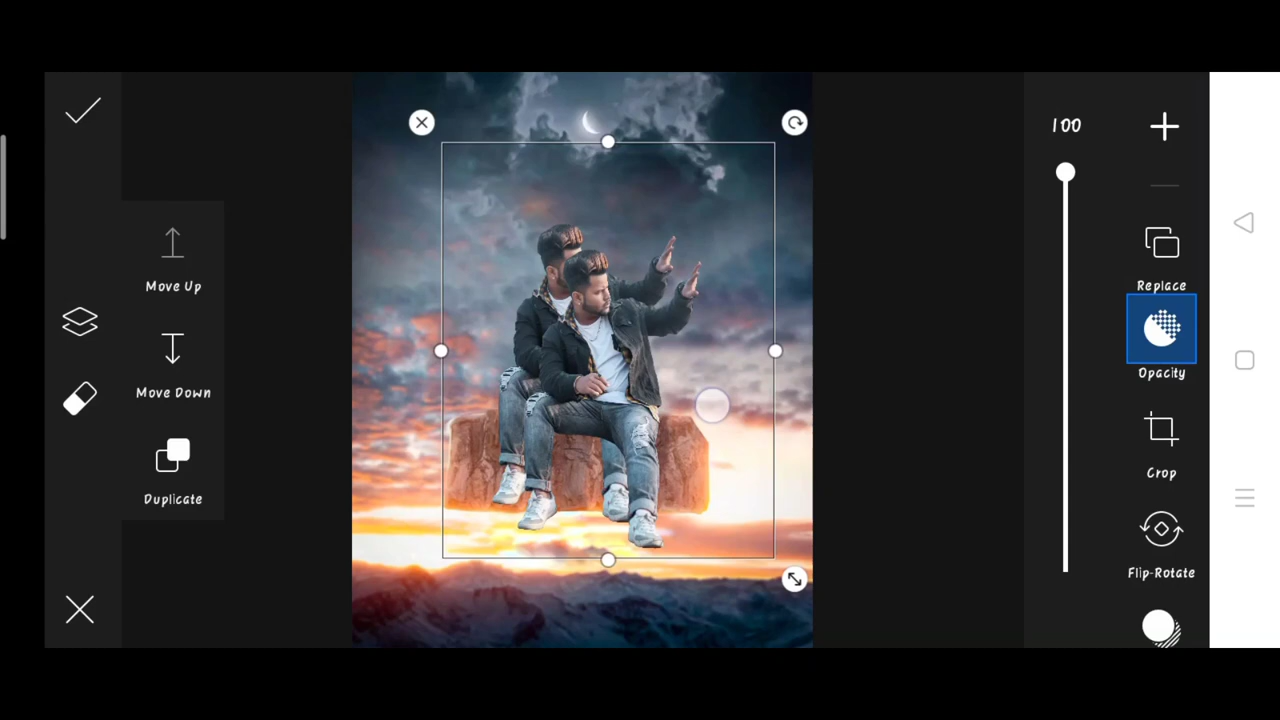 100
Move Up
Move Down
Duplicate
Replace
Opacity
Crop
Flip-Rotate